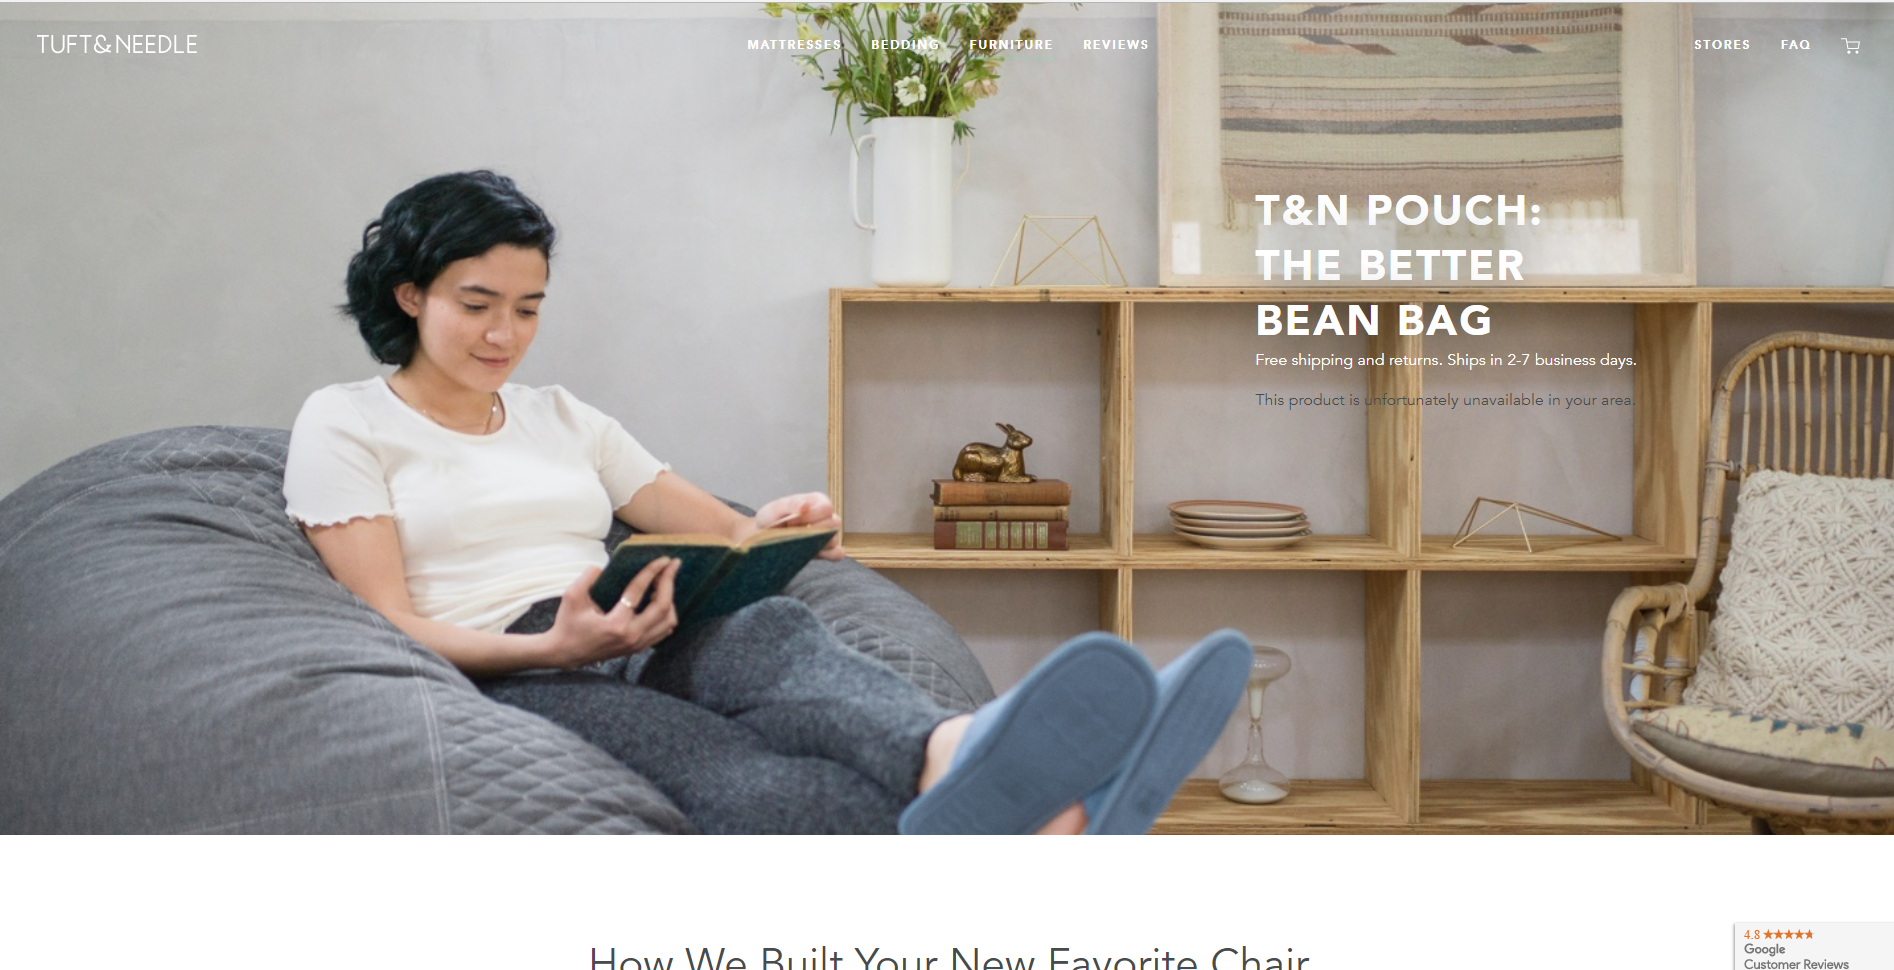 TUFT&NEEDLE
MATTRESSES BEDDING FURNITURE REVIEWS
STORES FAQ
T&N POUCH:
THE BETTER
BEAN BAG
Free shipping and returns. Ships in 2-7 business days.
This product is unfortunately unavailable in your area.
How We Built Your New Favorite Chair
4.8 ★★★★★
Google
Customer Reviews